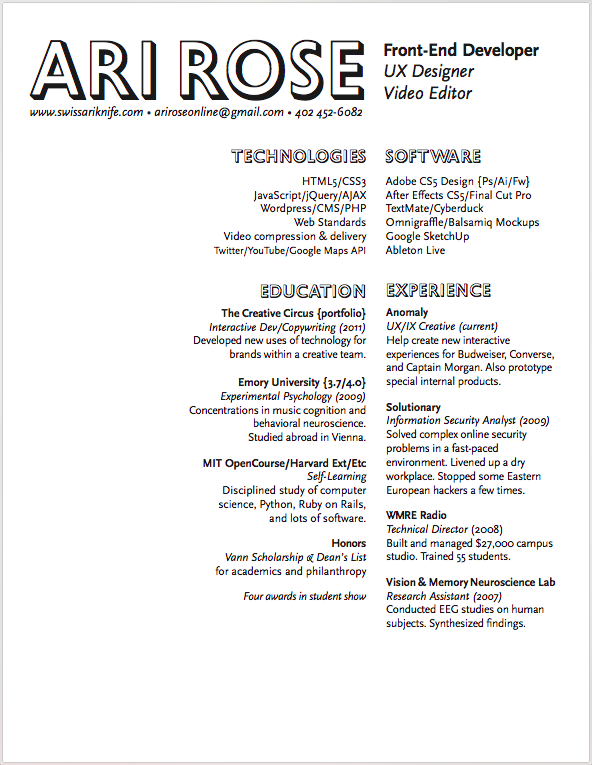 ARI ROSE
www.swissariknife.com • ariroseonline@gmail.com • 402 452-6082
Front-End Developer
UX Designer
Video Editor
TECHNOLOGIES
HTML5/CSS3
JavaScript/jQuery/AJAX
Wordpress/CMS/PHP
Web Standards
Video compression & delivery
Twitter/YouTube/Google Maps API
SOFTWARE
Adobe CS5 Design {Ps/Ai/Fw}
After Effects CS5/Final Cut Pro
TextMate/Cyberduck
Omnigraffle/Balsamiq Mockups
Google SketchUp
Ableton Live
EDUCATION
The Creative Circus {portfolio}
Interactive Dev/Copywriting (2011)
Developed new uses of technology for
brands within a creative team.
Emory University {3.7/4.0}
Experimental Psychology (2009)
Concentrations in music cognition and
behavioral neuroscience.
Studied abroad in Vienna.
MIT OpenCourse/Harvard Ext/Etc
Self-Learning
Disciplined study of computer
science, Python, Ruby on Rails,
and lots of software.
Honors
Vann Scholarship & Dean's List
for academics and philanthropy
Four awards in student show
EXPERIENCE
Anomaly
UX/IX Creative (current)
Help create new interactive
experiences for Budweiser, Converse,
and Captain Morgan. Also prototype
special internal products.
Solutionary
Information Security Analyst (2009)
Solved complex online security
problems in a fast-paced
environment. Livened up a dry
workplace. Stopped some Eastern
European hackers a few times.
WMRE Radio
Technical Director (2008)
Built and managed $27,000 campus
studio. Trained 55 students.
Vision & Memory Neuroscience Lab
Research Assistant (2007)
Conducted EEG studies on human
subjects. Synthesized findings.